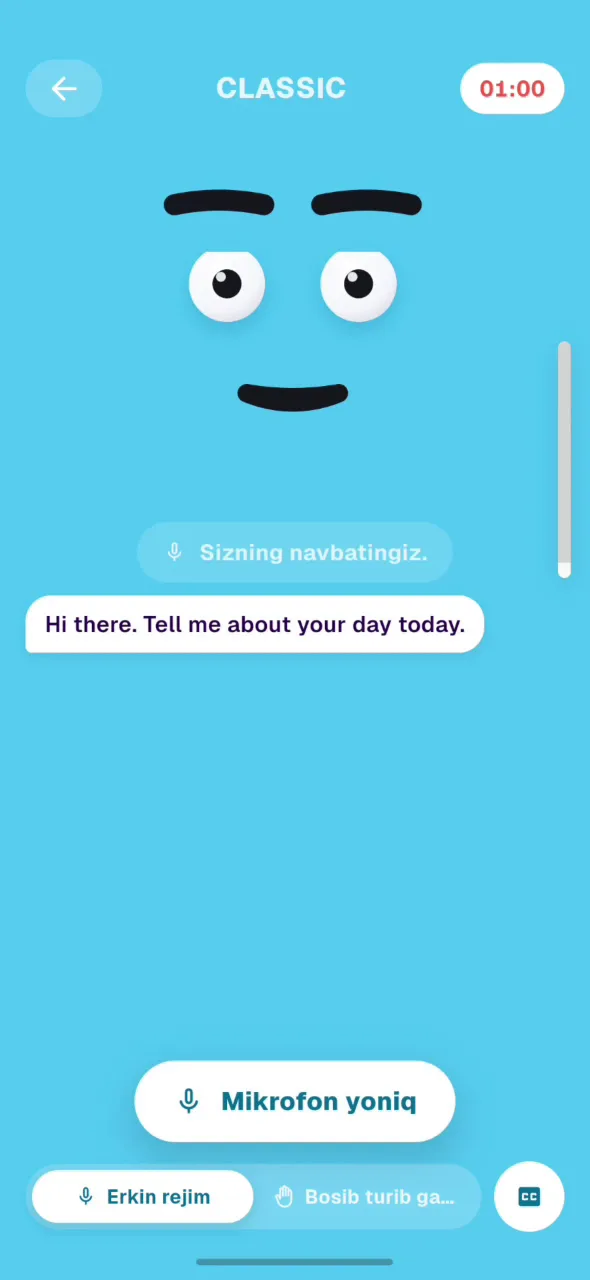 CLASSIC
01:00
Sizning navbatingiz.
Hi there. Tell me about your day today.
Mikrofon yoniq
Erkin rejim
Bosib turib ga...
CC